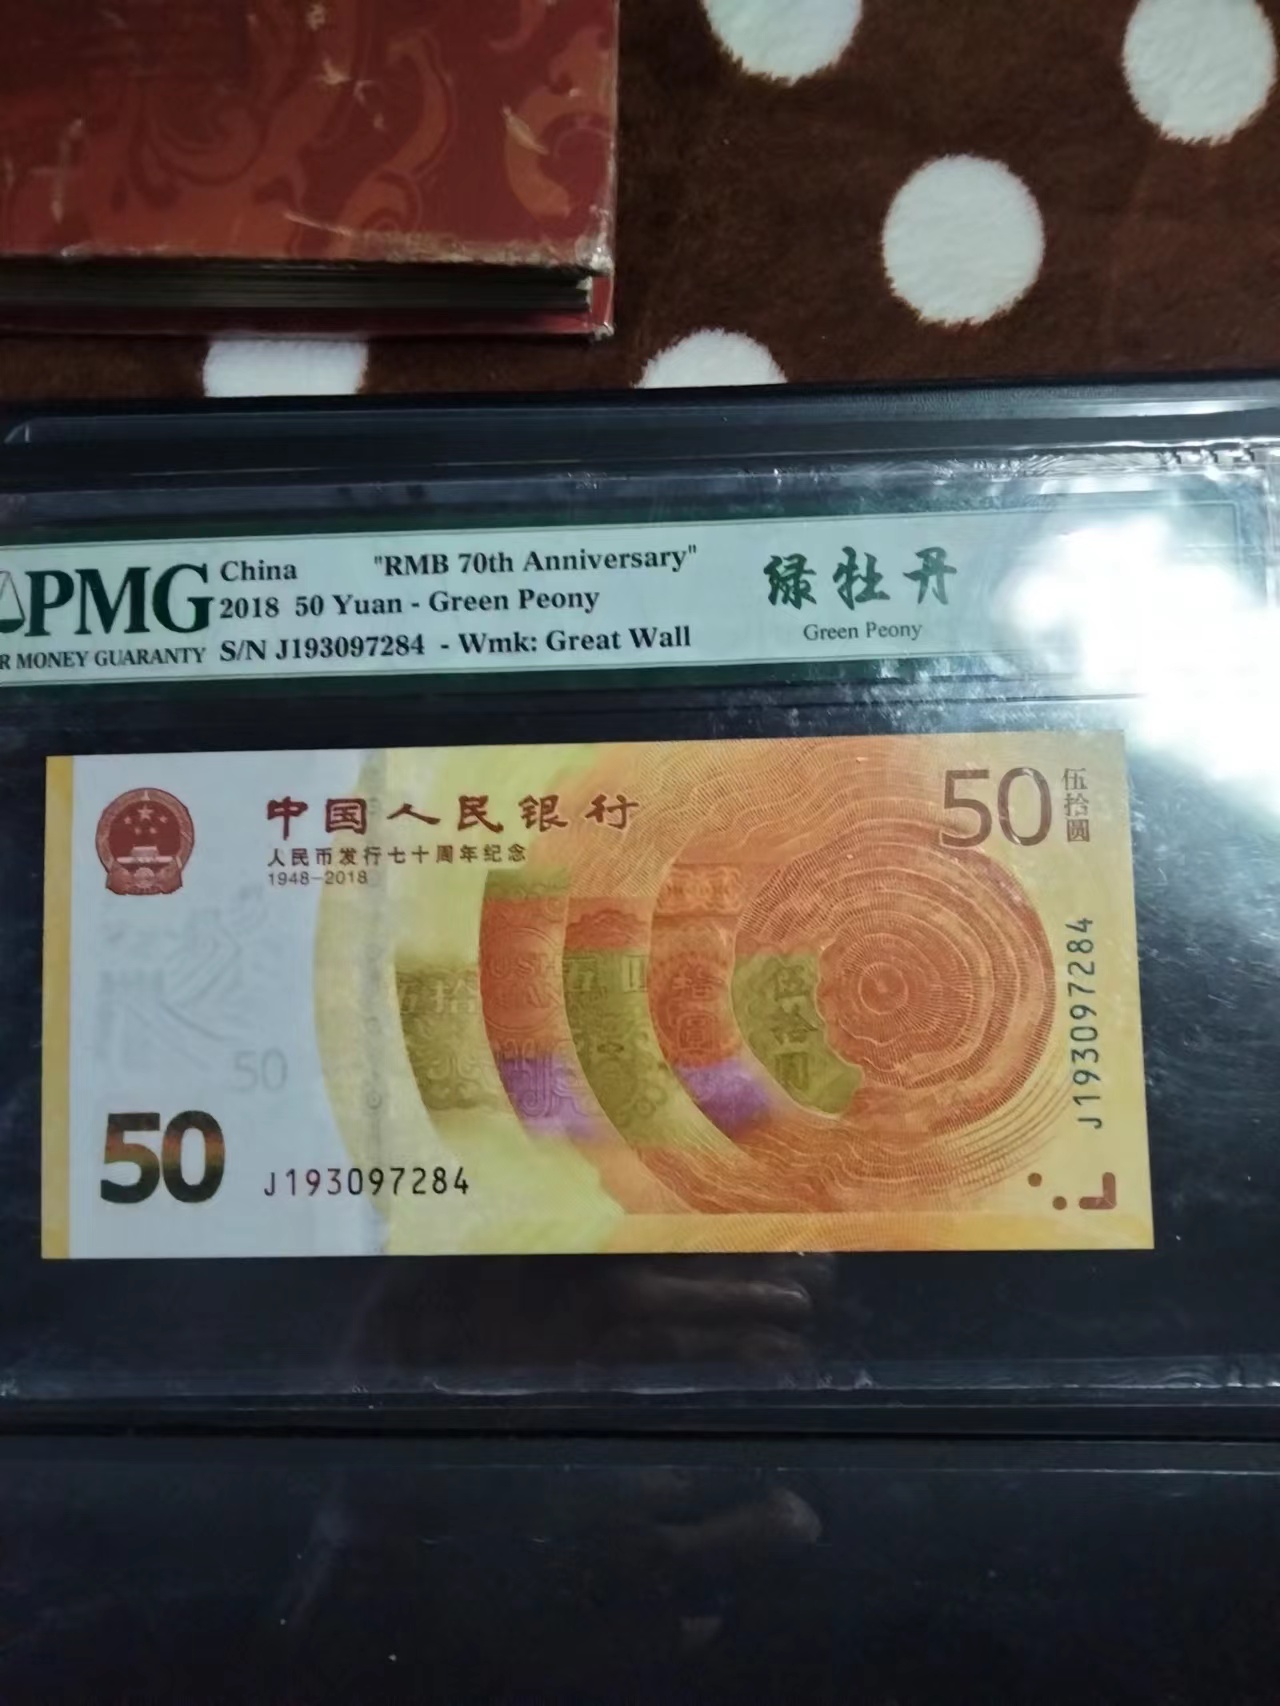 PMG
R MONEY GUARANTY
China "RMB 70th Anniversary"
2018 50 Yuan - Green Peony
S/N J193097284 - Wmk: Great Wall
绿牡丹
Green Peony
中国人民银行
人民币发行七十周年纪念
1948-2018
50
伍拾圆
伍拾
伍拾圆
50
50
J193097284
J193097284